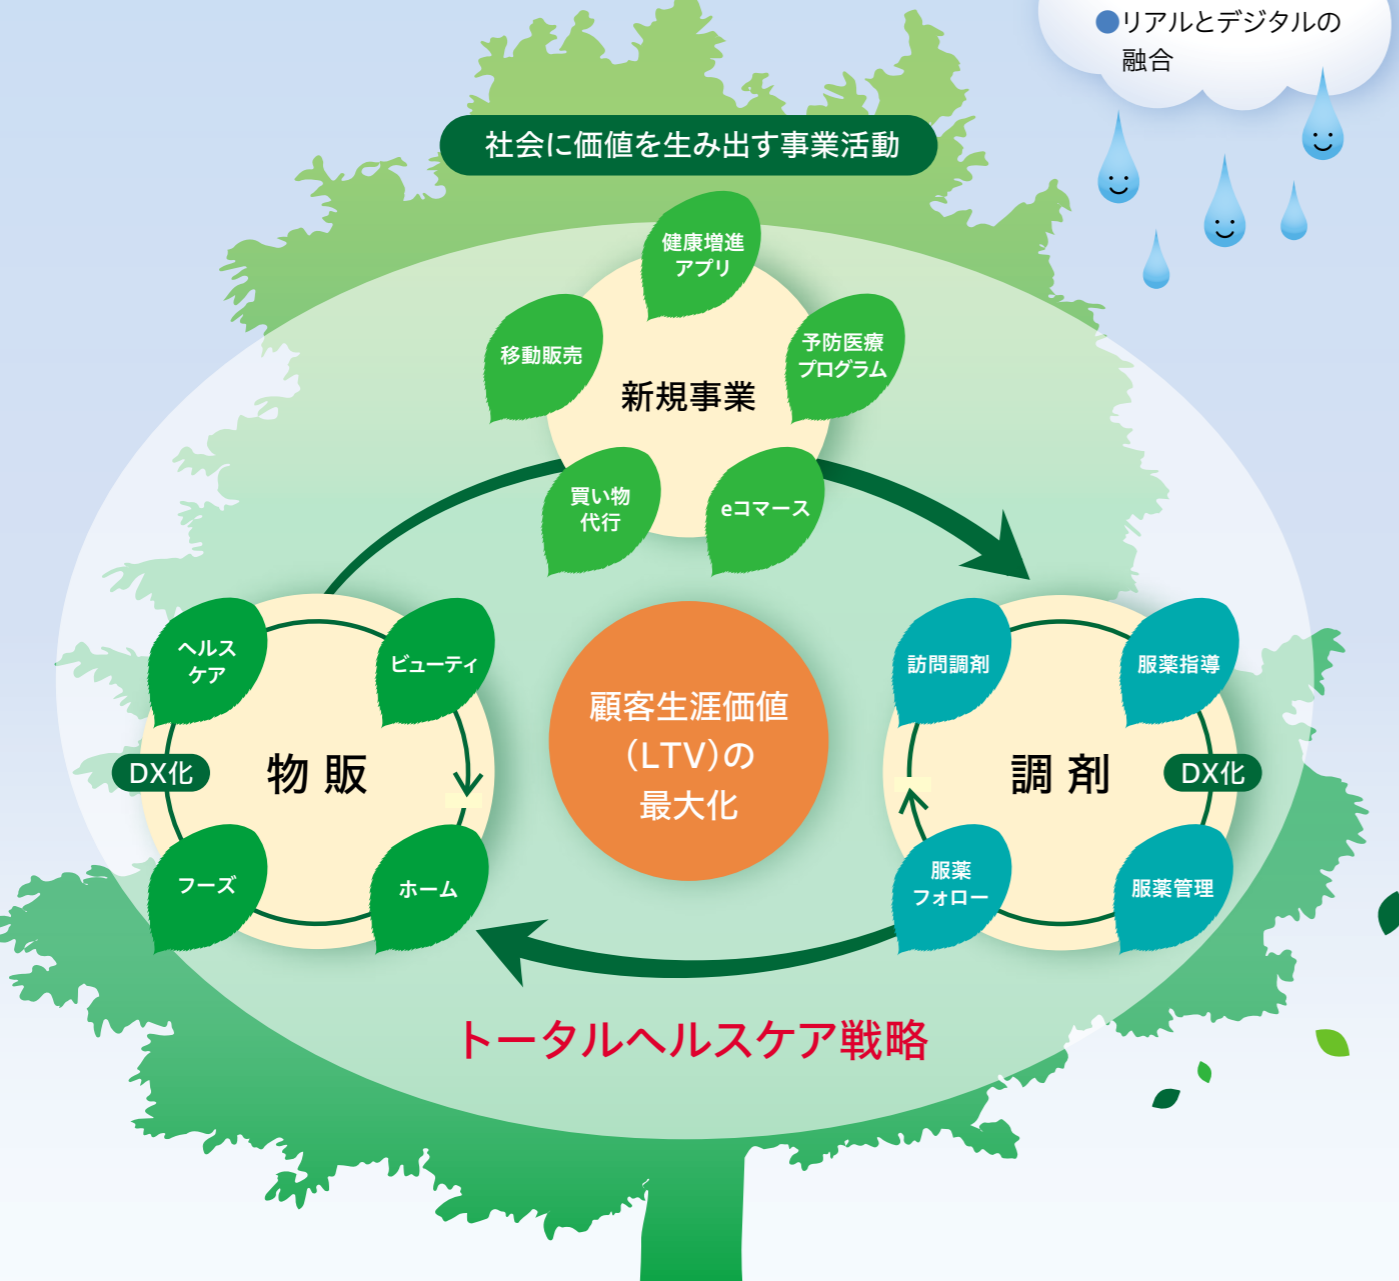 ●リアルとデジタルの
融合
社会に価値を生み出す事業活動
健康増進
アプリ
移動販売
予防医療
プログラム
新規事業
買い物
代行
eコマース
ヘルス
ケア
ビューティ
DX化
物販
フーズ
ホーム
顧客生涯価値
（LTV）の
最大化
訪問調剤
服薬指導
調剤
DX化
服薬
フォロー
服薬管理
トータルヘルスケア戦略